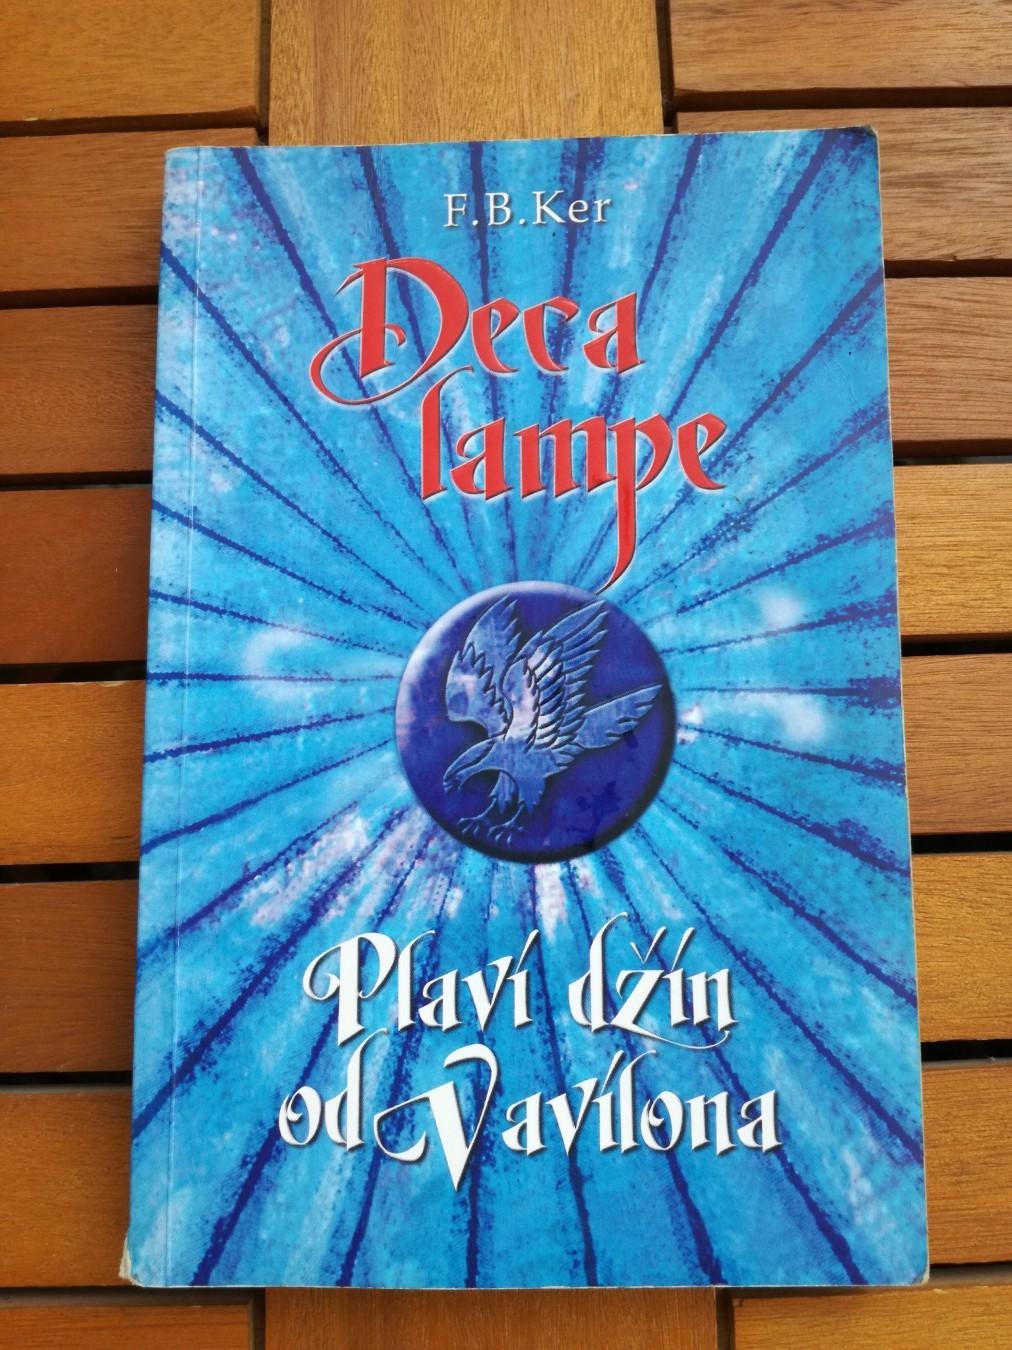 F.B.Ker
Deca
lampe
Plavi džin
od Vavilona